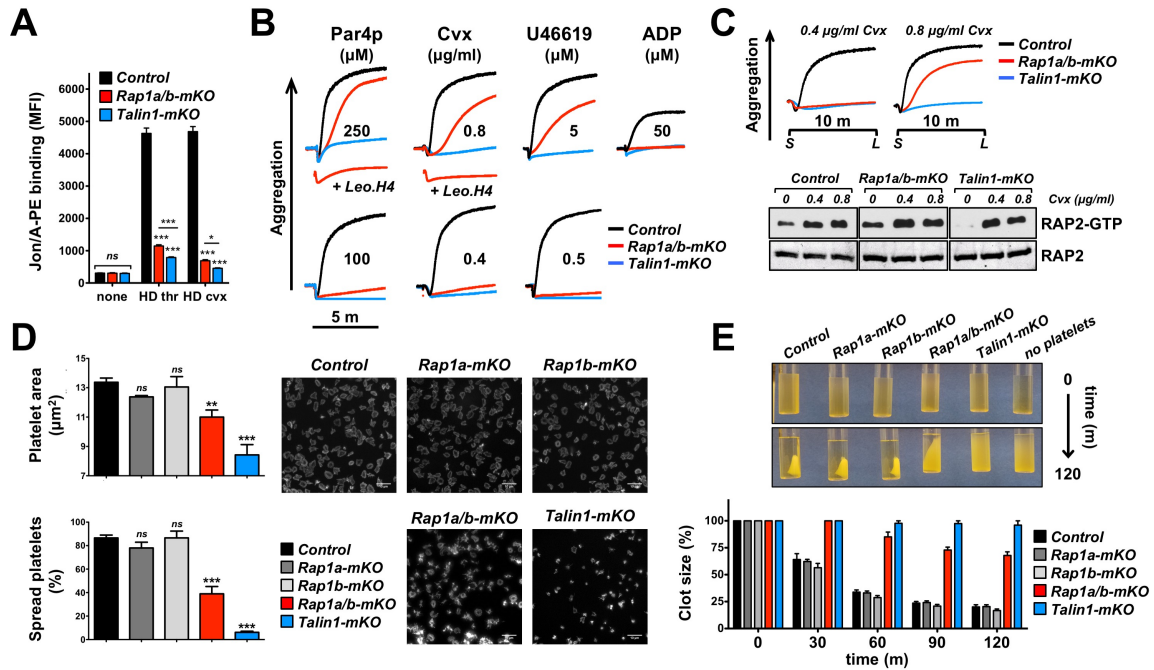 A
Control
Rap1a/b-mKO
Talin1-mKO
Jon/A-PE binding (MFI)
6000
5000
4000
3000
2000
1000
0
ns
***
***
***
*
***
***
none
HD thr
HD cvx
B
Par4p
(µM)
Cvx
(µg/ml)
U46619
(µM)
ADP
(µM)
Aggregation
250
0.8
5
50
+ Leo.H4
+ Leo.H4
100
0.4
0.5
Control
Rap1a/b-mKO
Talin1-mKO
5 m
C
0.4 µg/ml Cvx
0.8 µg/ml Cvx
Control
Rap1a/b-mKO
Talin1-mKO
Aggregation
10 m
10 m
S
L
S
L
Control
Rap1a/b-mKO
Talin1-mKO
0
0.4
0.8
0
0.4
0.8
0
0.4
0.8
Cvx (µg/ml)
RAP2-GTP
RAP2
D
Platelet area
(µm²)
15
13
11
9
7
ns
ns
**
***
Spread platelets
(%)
100
80
60
40
20
0
ns
ns
***
***
Control
Rap1a-mKO
Rap1b-mKO
Rap1a/b-mKO
Talin1-mKO
Control
Rap1a-mKO
Rap1b-mKO
Rap1a/b-mKO
Talin1-mKO
E
Control
Rap1a-mKO
Rap1b-mKO
Rap1a/b-mKO
Talin1-mKO
no platelets
0
time (m)
120
Clot size (%)
100
75
50
25
0
30
60
90
120
time (m)
Control
Rap1a-mKO
Rap1b-mKO
Rap1a/b-mKO
Talin1-mKO